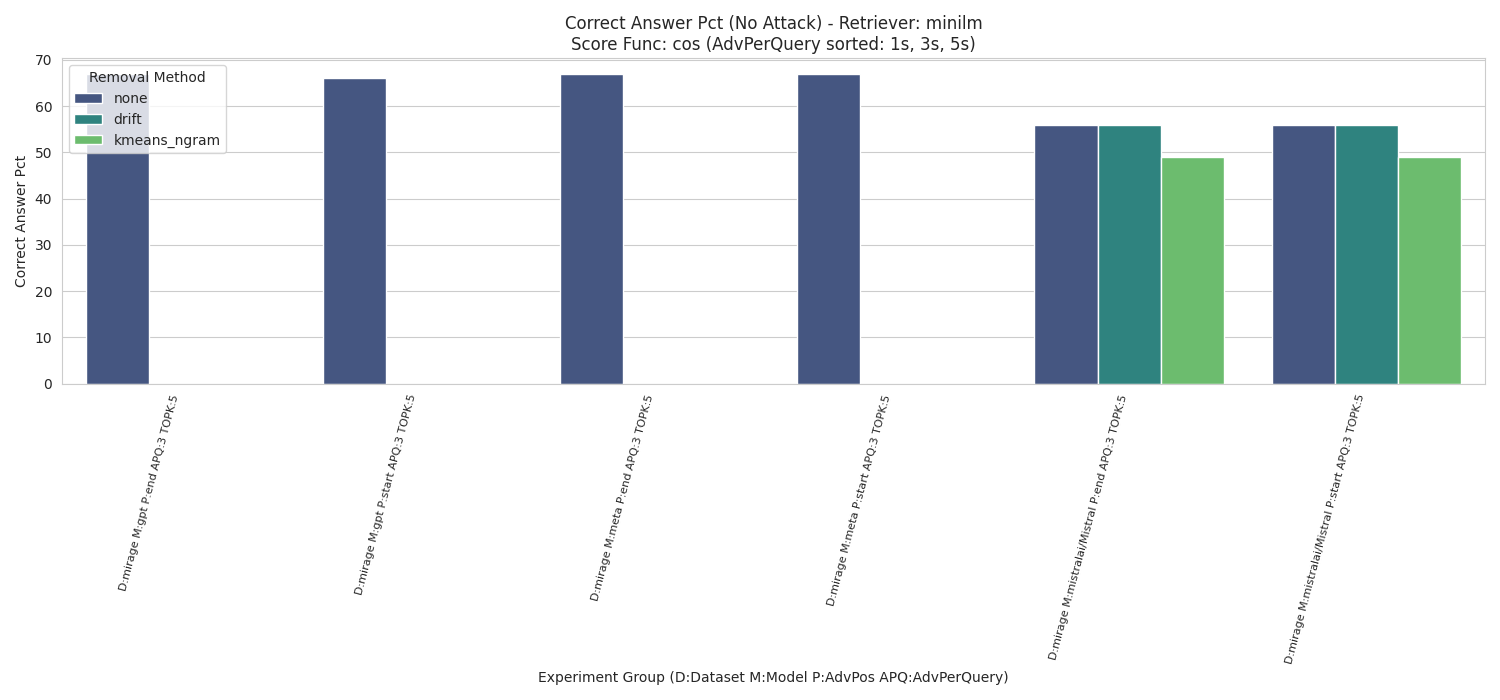 Correct Answer Pct (No Attack) - Retriever: minilm
Score Func: cos (AdvPerQuery sorted: 1s, 3s, 5s)
Removal Method
none
drift
kmeans_ngram
Correct Answer Pct
70
60
50
40
30
20
10
0
D:mirage M:gpt P:end APQ:3 TOPK:5
D:mirage M:gpt P:start APQ:3 TOPK:5
D:mirage M:meta P:end APQ:3 TOPK:5
D:mirage M:meta P:start APQ:3 TOPK:5
D:mirage M:mistralai/Mistral P:end APQ:3 TOPK:5
D:mirage M:mistralai/Mistral P:start APQ:3 TOPK:5
Experiment Group (D:Dataset M:Model P:AdvPos APQ:AdvPerQuery)